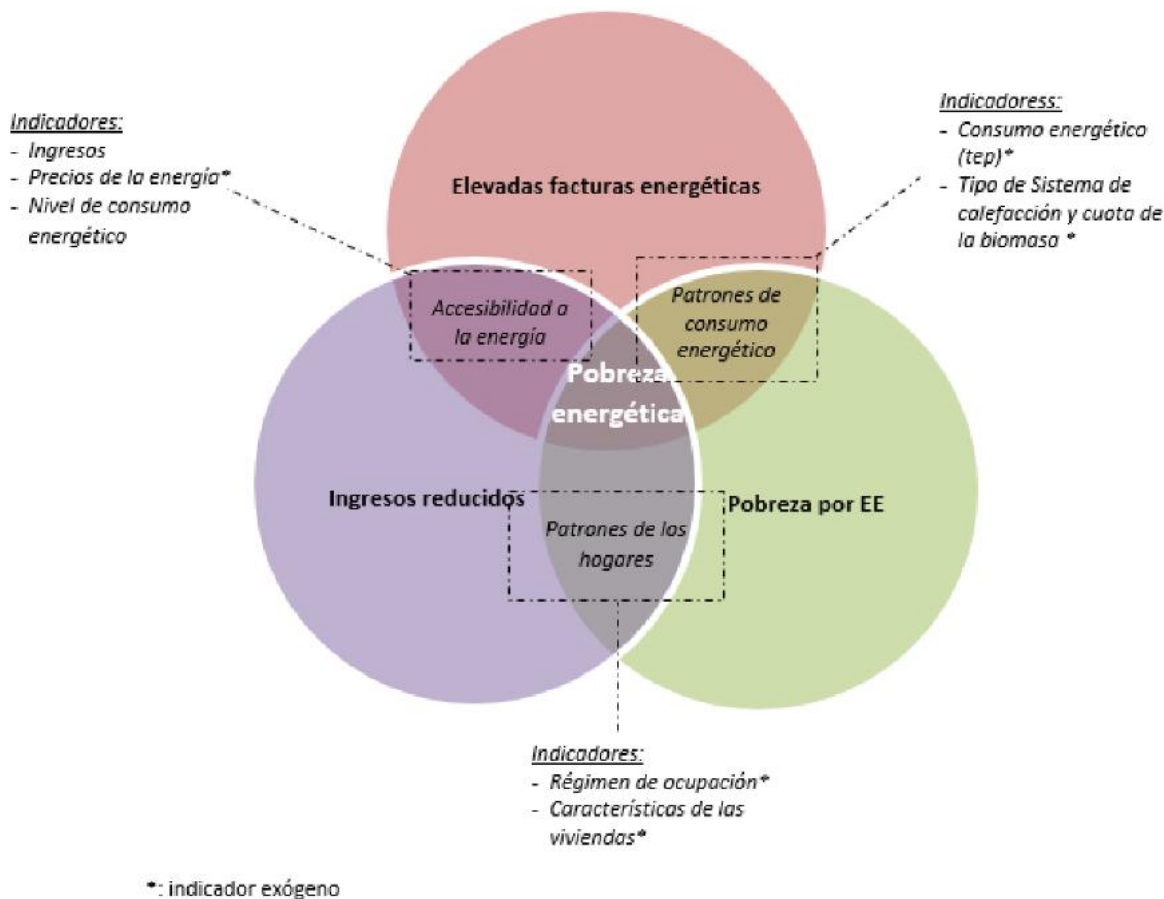 Indicadores:
- Ingresos
- Precios de la energía*
- Nivel de consumo
energético
Elevadas facturas energéticas
Indicadoress:
- Consumo energético
(tep)*
- Tipo de Sistema de
calefacción y cuota de
la biomasa *
Accesibilidad a
la energía
Patrones de
consumo
energético
Pobreza
energética
Ingresos reducidos
Pobreza por EE
Patrones de los
hogares
Indicadores:
- Régimen de ocupación*
- Características de las
viviendas*
*: indicador exógeno